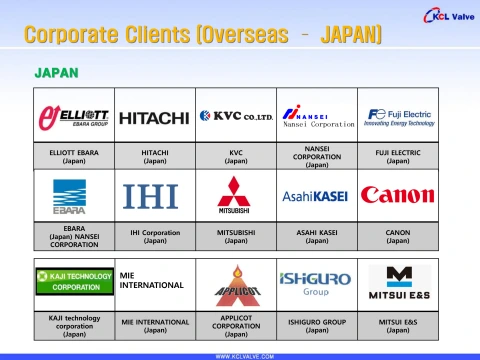 KCL Valve
Corporate Clients (Overseas - JAPAN)
JAPAN
ELLIOTT
EBARA GROUP
HITACHI
KVC CO.,LTD.
NANSEI
Nansei Corporation
Fe Fuji Electric
Innovating Energy Technology
ELLIOTT EBARA
(Japan)
HITACHI
(Japan)
KVC
(Japan)
NANSEI
CORPORATION
(Japan)
FUJI ELECTRIC
(Japan)
EBARA
IHI
MITSUBISHI
AsahiKASEI
Canon
EBARA
(Japan) NANSEI
CORPORATION
IHI Corporation
(Japan)
MITSUBISHI
(Japan)
ASAHI KASEI
(Japan)
CANON
(Japan)
KAJI TECHNOLOGY
CORPORATION
MIE
INTERNATIONAL
APPLICOT
ISHIGURO
Group
MITSUI E&S
KAJI technology
corporation
(Japan)
MIE INTERNATIONAL
(Japan)
APPLICOT
CORPORATION
(Japan)
ISHIGURO GROUP
(Japan)
MITSUI E&S
(Japan)
WWW.KCLVALVE.COM